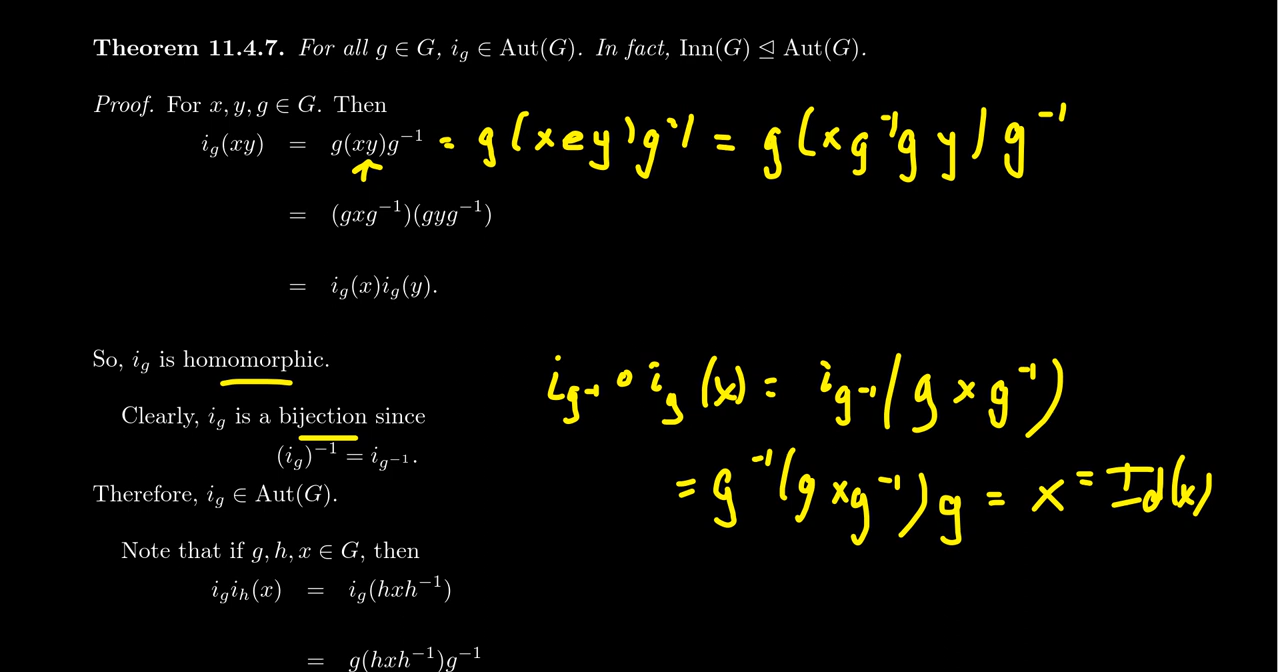 Theorem 11.4.7. For all g ∈ G, i_g ∈ Aut(G). In fact, Inn(G) ⊴ Aut(G).
Proof. For x, y, g ∈ G. Then
i_g(xy) = g(xy)g⁻¹ = g(xey)g⁻¹ = g(xg⁻¹gy)g⁻¹
= (gxg⁻¹)(gyg⁻¹)
= i_g(x)i_g(y).
So, i_g is homomorphic.
i_{g⁻¹} ∘ i_g(x) = i_{g⁻¹}(gxg⁻¹)
Clearly, i_g is a bijection since
(i_g)⁻¹ = i_{g⁻¹}.
= g⁻¹(gxg⁻¹)g = x = Id(x)
Therefore, i_g ∈ Aut(G).
Note that if g, h, x ∈ G, then
i_g i_h(x) = i_g(hxh⁻¹)
= g(hxh⁻¹)g⁻¹